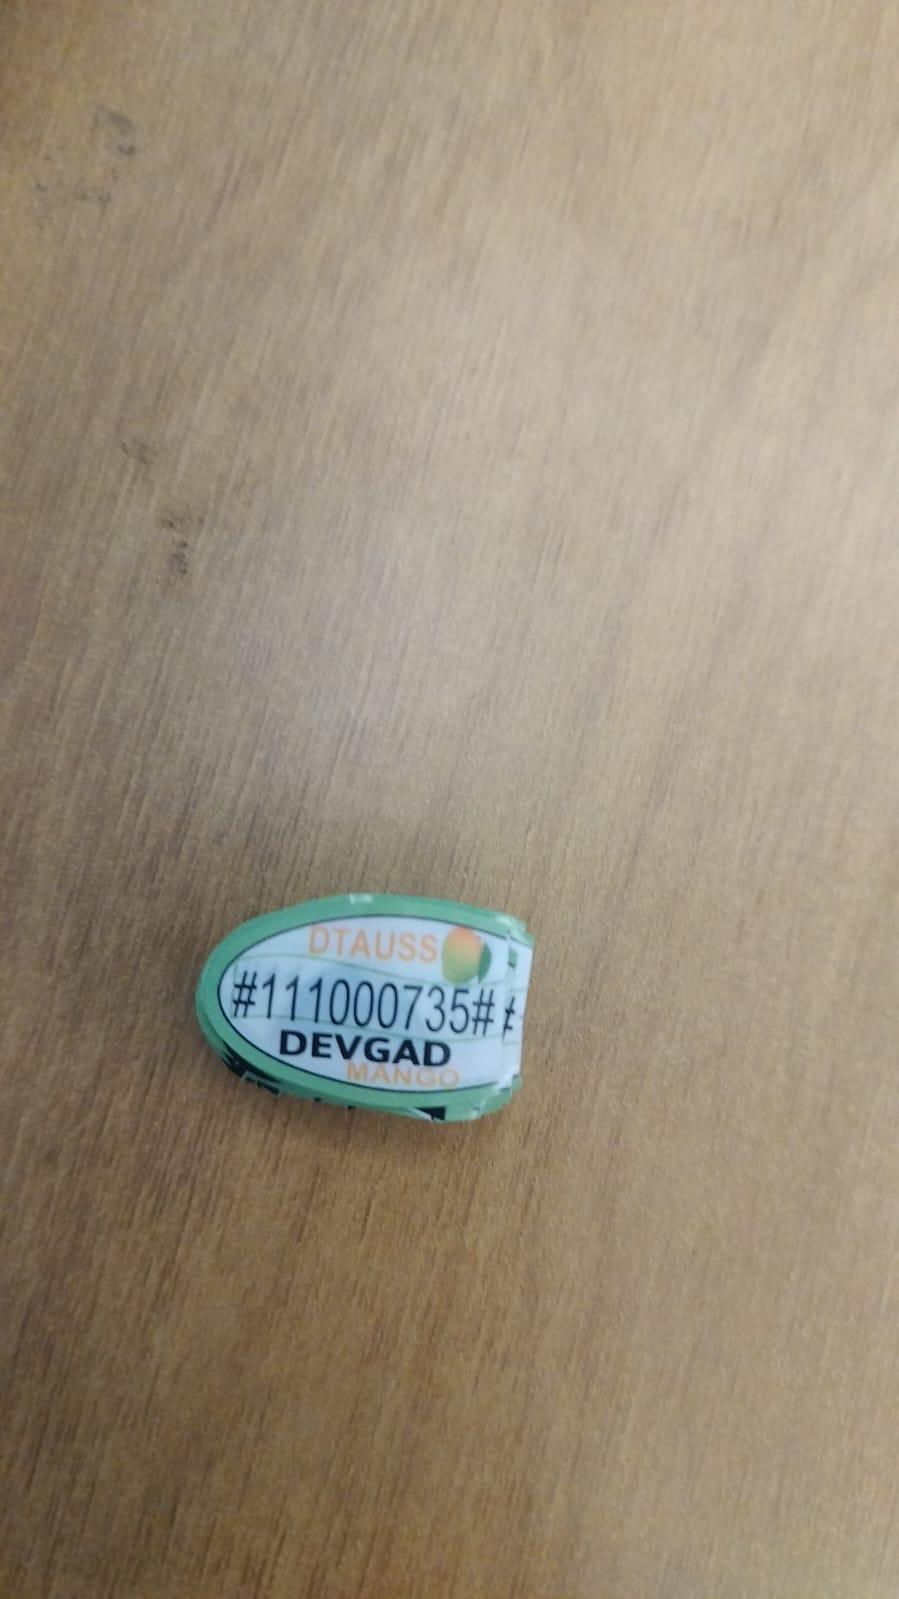 DTAUSS
#111000735#
DEVGAD
MANGO